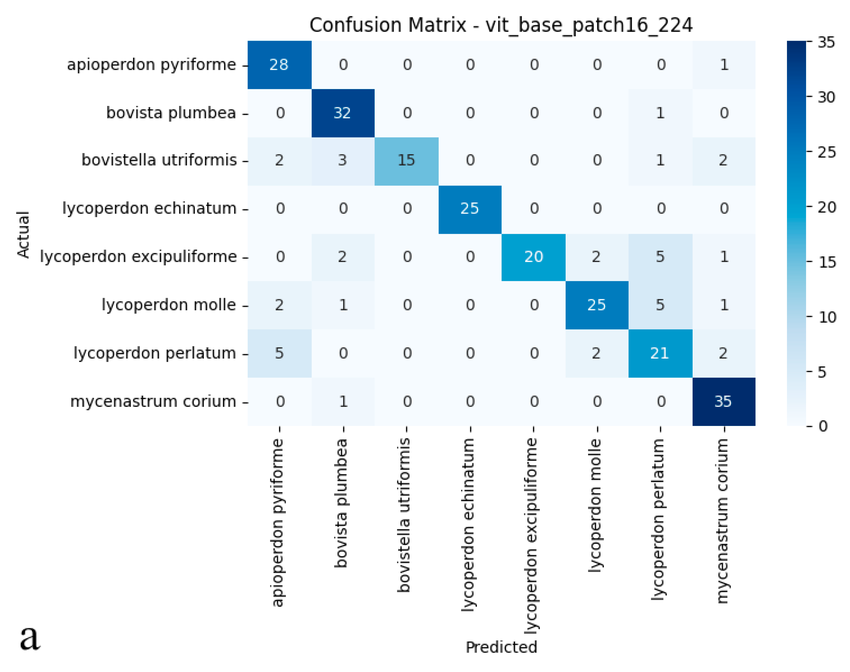 Confusion Matrix - vit_base_patch16_224
apioperdon pyriforme 28 0 0 0 0 0 0 1
bovista plumbea 0 32 0 0 0 0 1 0
bovistella utriformis 2 3 15 0 0 0 1 2
lycoperdon echinatum 0 0 0 25 0 0 0 0
lycoperdon excipuliforme 0 2 0 0 20 2 5 1
lycoperdon molle 2 1 0 0 0 25 5 1
lycoperdon perlatum 5 0 0 0 0 2 21 2
mycenastrum corium 0 1 0 0 0 0 0 35
Actual
apioperdon pyriforme
bovista plumbea
bovistella utriformis
lycoperdon echinatum
lycoperdon excipuliforme
lycoperdon molle
lycoperdon perlatum
mycenastrum corium
Predicted
35
30
25
20
15
10
5
0
a